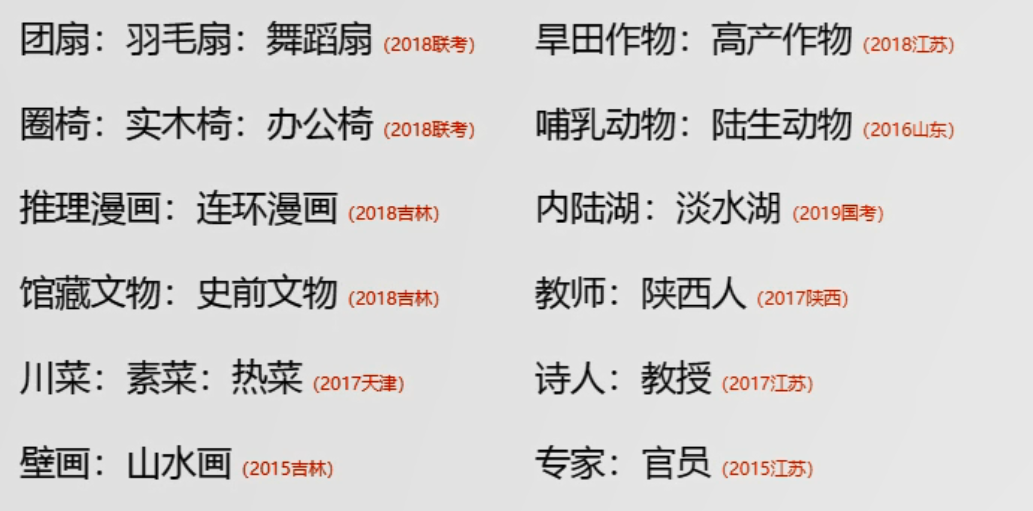 团扇：羽毛扇：舞蹈扇 (2018联考)
旱田作物：高产作物 (2018江苏)
圈椅：实木椅：办公椅 (2018联考)
哺乳动物：陆生动物 (2016山东)
推理漫画：连环漫画 (2018吉林)
内陆湖：淡水湖 (2019国考)
馆藏文物：史前文物 (2018吉林)
教师：陕西人 (2017陕西)
川菜：素菜：热菜 (2017天津)
诗人：教授 (2017江苏)
壁画：山水画 (2015吉林)
专家：官员 (2015江苏)